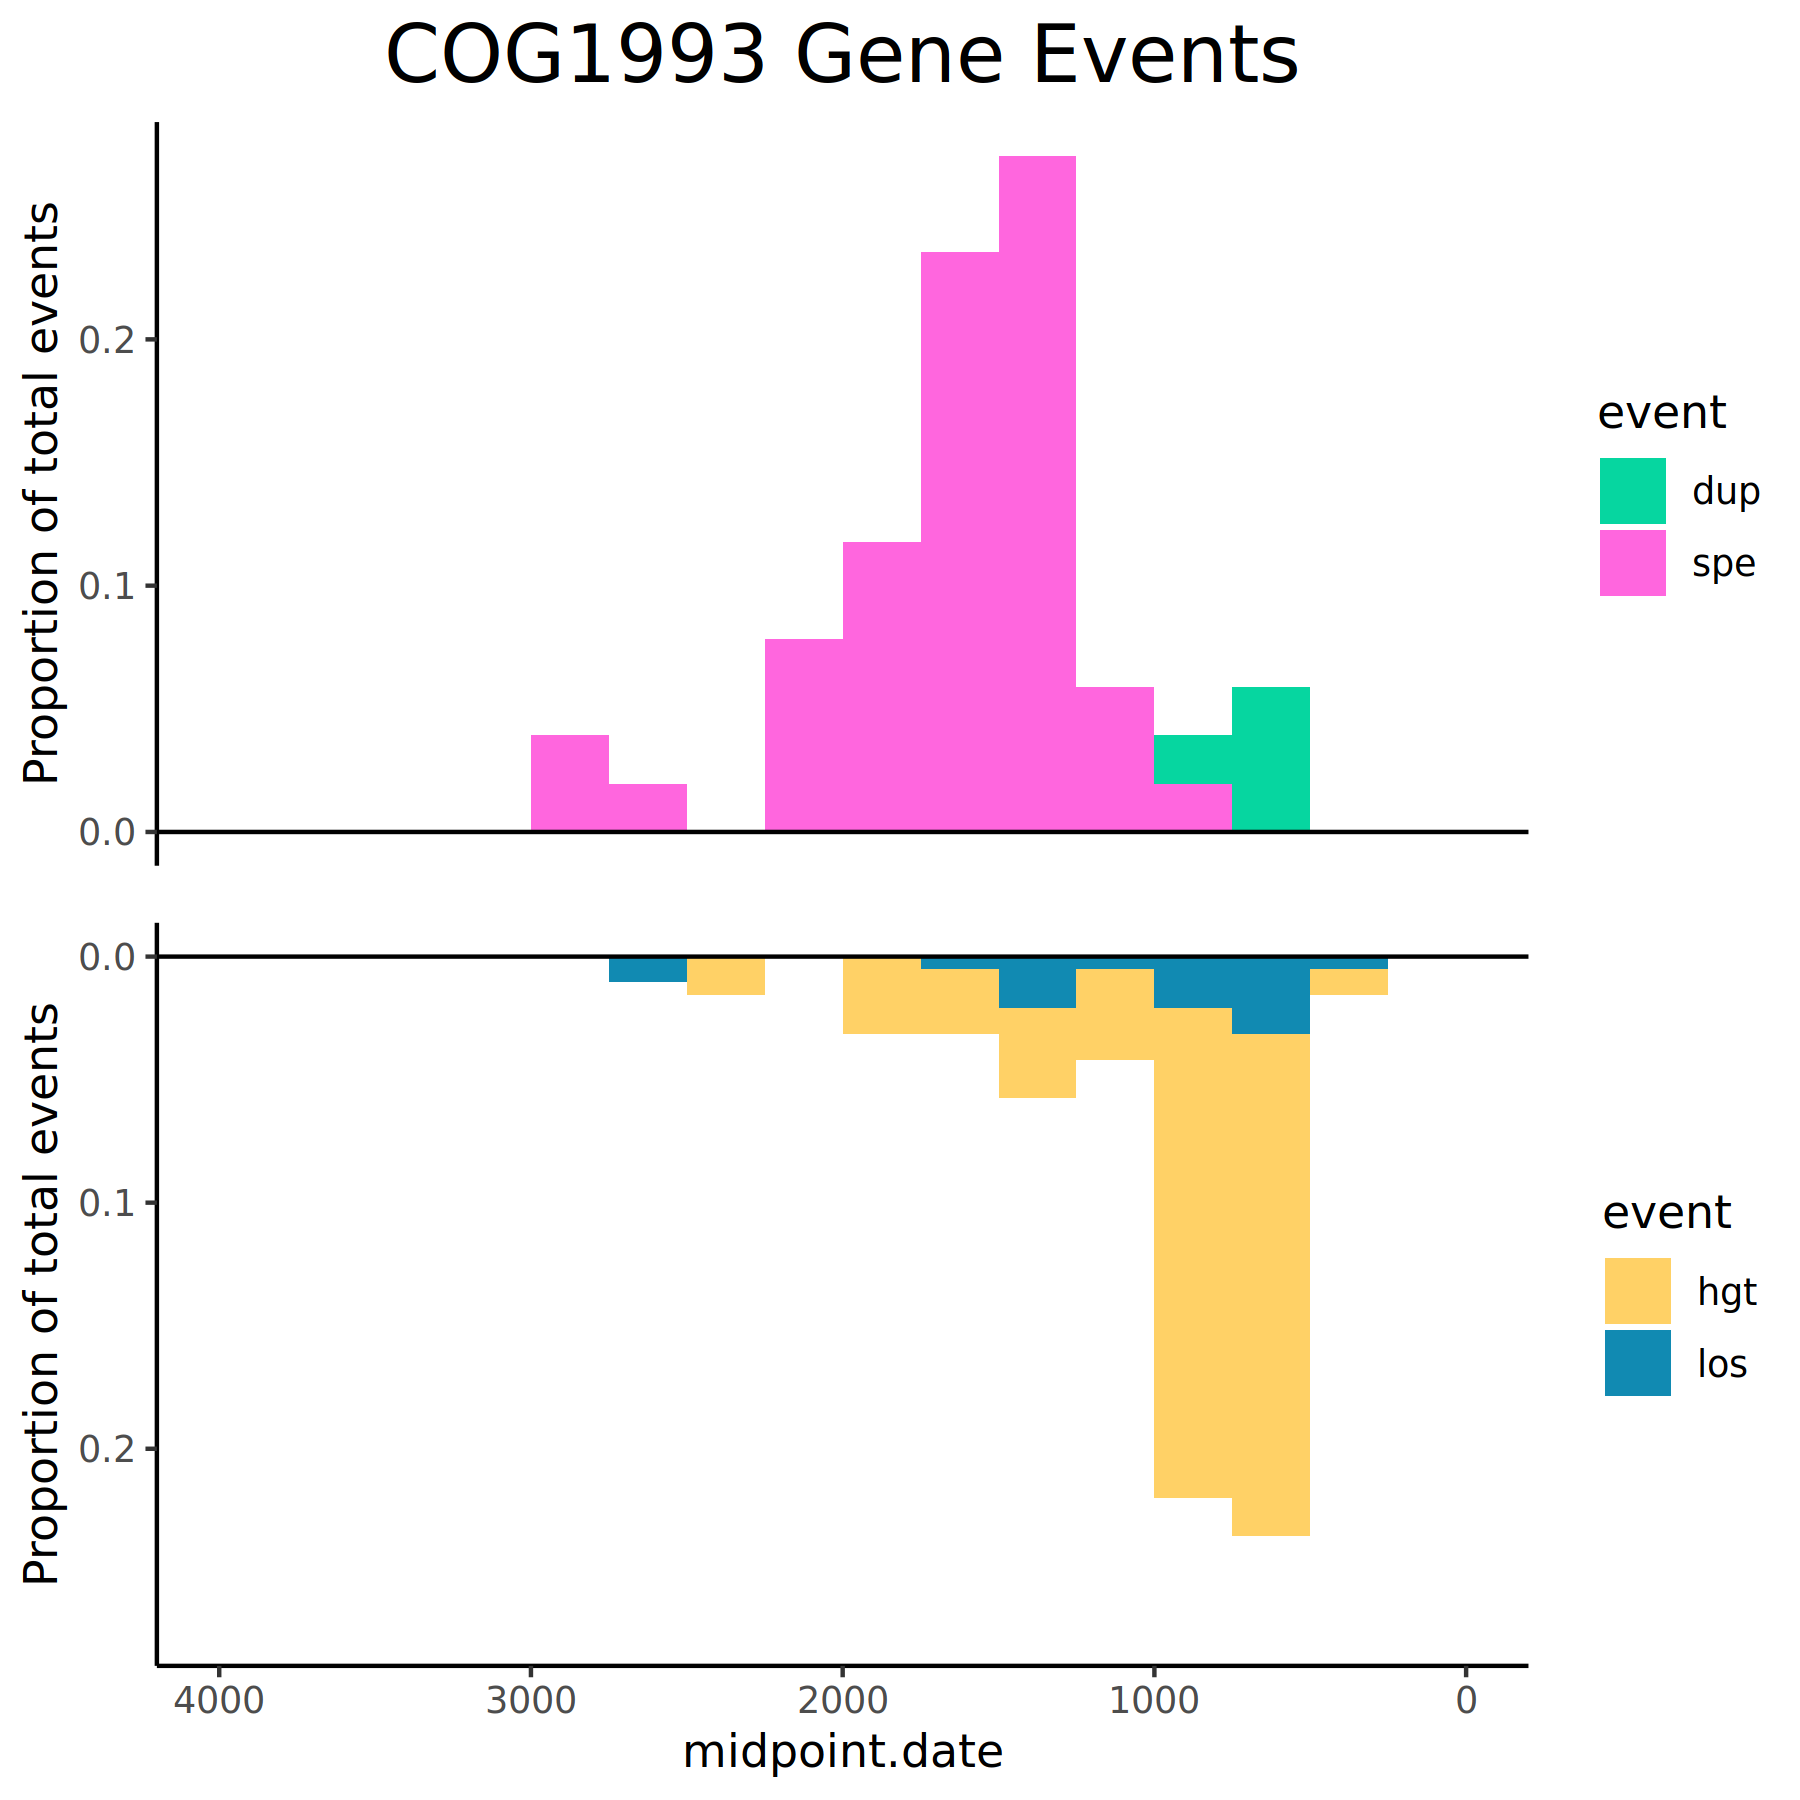 COG1993 Gene Events
Proportion of total events
0.2
0.1
0.0
event
dup
spe
Proportion of total events
0.0
0.1
0.2
event
hgt
los
4000 3000 2000 1000 0
midpoint.date